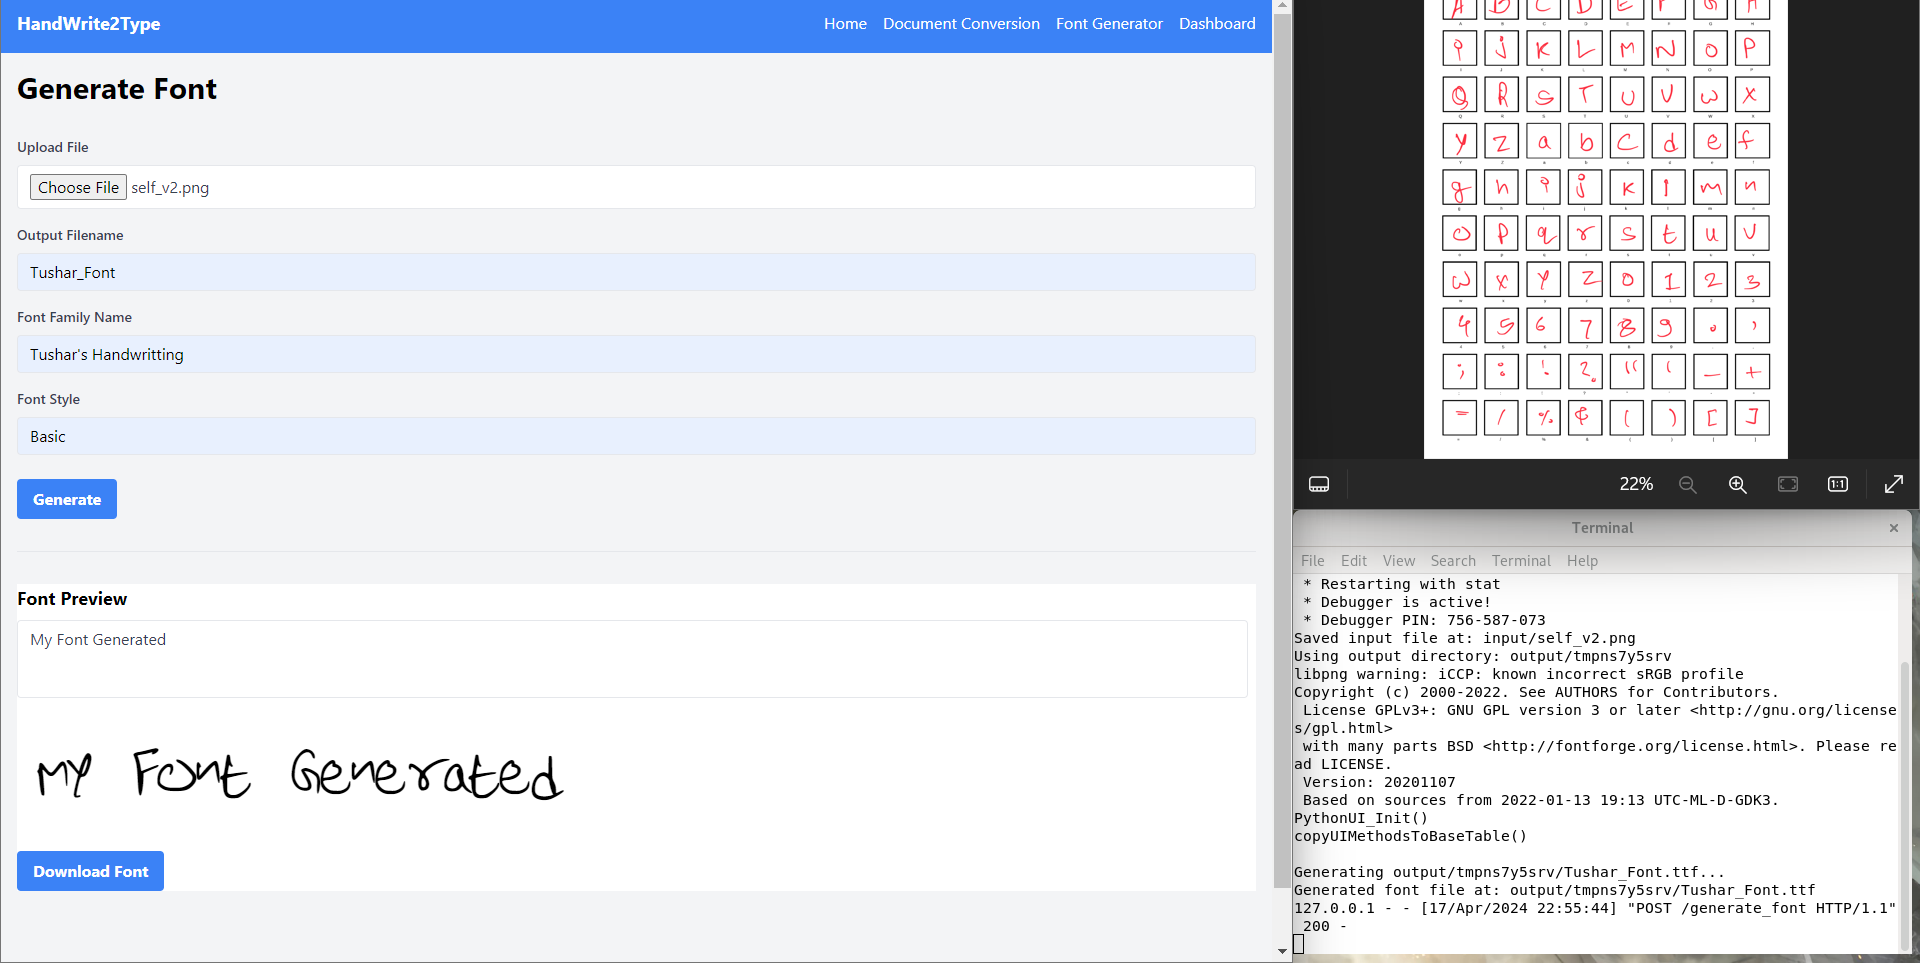 HandWrite2Type
Home Document Conversion Font Generator Dashboard
Generate Font
Upload File
Choose File self_v2.png
Output Filename
Tushar_Font
Font Family Name
Tushar's Handwritting
Font Style
Basic
Generate
Font Preview
My Font Generated
My Font Generated
Download Font
A B C D E F G H
i j K L M N O P
Q R S T U V W X
Y Z a b c d e f
g h i j k l m n
o p q r s t u v
w x y z 0 1 2 3
4 5 6 7 8 9 . ,
; : ! ? " ' - +
= / % & ( ) [ ]
22%
1:1
Terminal
File Edit View Search Terminal Help
* Restarting with stat
* Debugger is active!
* Debugger PIN: 756-587-073
Saved input file at: input/self_v2.png
Using output directory: output/tmpns7y5srv
libpng warning: iCCP: known incorrect sRGB profile
Copyright (c) 2000-2022. See AUTHORS for Contributors.
License GPLv3+: GNU GPL version 3 or later <http://gnu.org/license
s/gpl.html>
with many parts BSD <http://fontforge.org/license.html>. Please re
ad LICENSE.
Version: 20201107
Based on sources from 2022-01-13 19:13 UTC-ML-D-GDK3.
PythonUI_Init()
copyUIMethodsToBaseTable()
Generating output/tmpns7y5srv/Tushar_Font.ttf...
Generated font file at: output/tmpns7y5srv/Tushar_Font.ttf
127.0.0.1 - - [17/Apr/2024 22:55:44] "POST /generate_font HTTP/1.1"
200 -